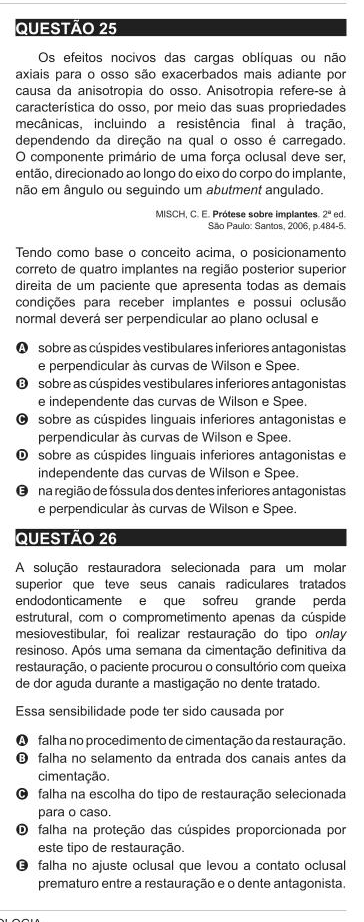 QUESTÃO 25
Os efeitos nocivos das cargas oblíquas ou não
axiais para o osso são exacerbados mais adiante por
causa da anisotropia do osso. Anisotropia refere-se à
característica do osso, por meio das suas propriedades
mecânicas, incluindo a resistência final à tração,
dependendo da direção na qual o osso é carregado.
O componente primário de uma força oclusal deve ser,
então, direcionado ao longo do eixo do corpo do implante,
não em ângulo ou seguindo um abutment angulado.
MISCH, C. E. Prótese sobre implantes. 2ª ed.
São Paulo: Santos, 2006, p.484-5.
Tendo como base o conceito acima, o posicionamento
correto de quatro implantes na região posterior superior
direita de um paciente que apresenta todas as demais
condições para receber implantes e possui oclusão
normal deverá ser perpendicular ao plano oclusal e
A sobre as cúspides vestibulares inferiores antagonistas
e perpendicular às curvas de Wilson e Spee.
B sobre as cúspides vestibulares inferiores antagonistas
e independente das curvas de Wilson e Spee.
C sobre as cúspides linguais inferiores antagonistas e
perpendicular às curvas de Wilson e Spee.
D sobre as cúspides linguais inferiores antagonistas e
independente das curvas de Wilson e Spee.
E na região de fóssula dos dentes inferiores antagonistas
e perpendicular às curvas de Wilson e Spee.
QUESTÃO 26
A solução restauradora selecionada para um molar
superior que teve seus canais radiculares tratados
endodonticamente e que sofreu grande perda
estrutural, com o comprometimento apenas da cúspide
mesiovestibular, foi realizar restauração do tipo onlay
resinoso. Após uma semana da cimentação definitiva da
restauração, o paciente procurou o consultório com queixa
de dor aguda durante a mastigação no dente tratado.
Essa sensibilidade pode ter sido causada por
A falha no procedimento de cimentação da restauração.
B falha no selamento da entrada dos canais antes da
cimentação.
C falha na escolha do tipo de restauração selecionada
para o caso.
D falha na proteção das cúspides proporcionada por
este tipo de restauração.
E falha no ajuste oclusal que levou a contato oclusal
prematuro entre a restauração e o dente antagonista.